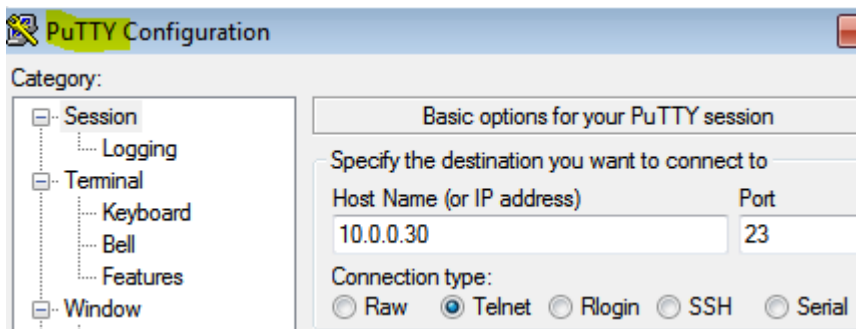 PuTTY Configuration
Category:
Session
Logging
Terminal
Keyboard
Bell
Features
Window
Basic options for your PuTTY session
Specify the destination you want to connect to
Host Name (or IP address) Port
10.0.0.30 23
Connection type:
Raw Telnet Rlogin SSH Serial